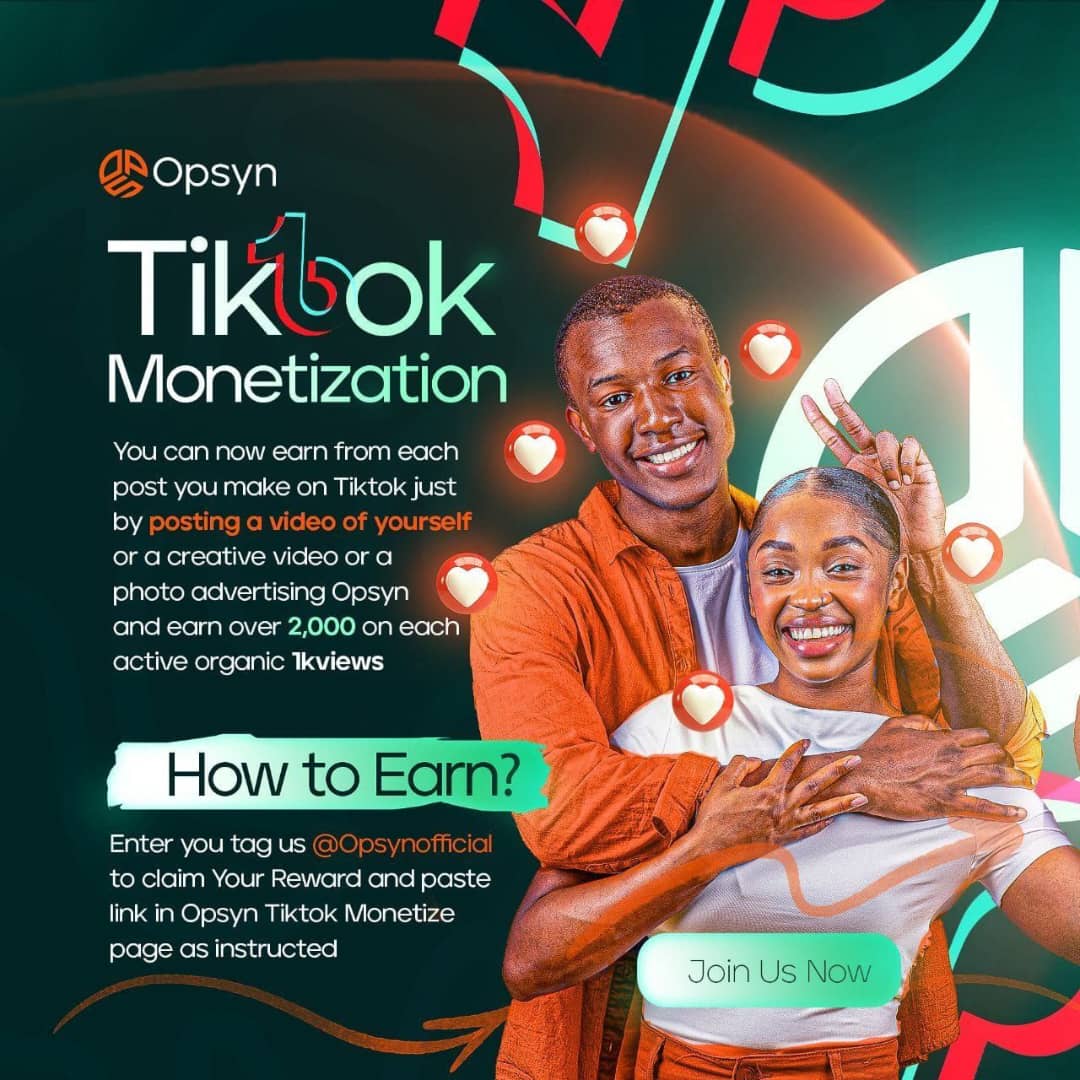 Opsyn
Tiktok
Monetization
You can now earn from each
post you make on Tiktok just
by posting a video of yourself
or a creative video or a
photo advertising Opsyn
and earn over 2,000 on each
active organic 1kviews
How to Earn?
Enter you tag us @Opsynofficial
to claim Your Reward and paste
link in Opsyn Tiktok Monetize
page as instructed
Join Us Now